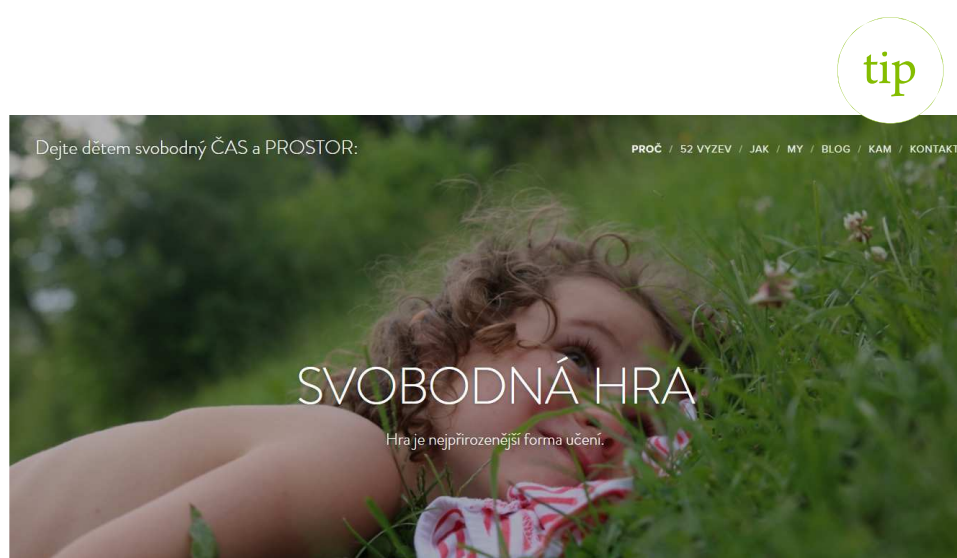 tip
Dejte dětem svobodný ČAS a PROSTOR:
PROČ / 52 VYZEV / JAK / MY / BLOG / KAM / KONTAKT
SVOBODNÁ HRA
Hra je nejpřirozenější forma učení.